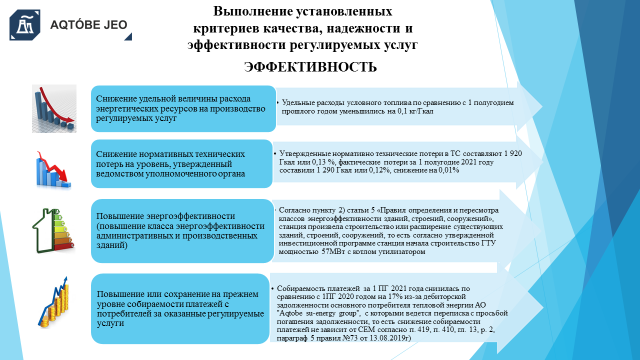 AQTÓBE JEO
Выполнение установленных
критериев качества, надежности и
эффективности регулируемых услуг
ЭФФЕКТИВНОСТЬ
Снижение удельной величины расхода
энергетических ресурсов на производство
регулируемых услуг
• Удельные расходы условного топлива по сравнению с 1 полугодием
прошлого годом уменьшились на 0,1 кг/Гкал
Снижение нормативных технических
потерь на уровень, утвержденный
ведомством уполномоченного органа
• Утвержденные нормативно технические потери в ТС составляют 1 920
Гкал или 0,13 %, фактические потери за 1 полугодие 2021 году
составили 1 290 Гкал или 0,12%, снижение на 0,01%
Повышение энергоэффективности
(повышение класса энергоэффективности
административных и производственных
зданий)
• Согласно пункту 2) статьи 5 «Правил определения и пересмотра
классов энергоэффективности зданий, строений, сооружений»,
станция произвела строительство или расширение существующих
зданий, строений, сооружений, то есть согласно утвержденной
инвестиционной программе станция начала строительство ГТУ
мощностью 57МВт с котлом утилизатором
Повышение или сохранение на прежнем
уровне собираемости платежей с
потребителей за оказанные регулируемые
услуги
• Собираемость платежей за 1 ПГ 2021 года снизилась по
сравнению с 1ПГ 2020 годом на 17% из-за дебиторской
задолженности основного потребителя тепловой энергии АО
"Aqtobe su-energy group", с которыми ведется переписка с просьбой
погашения задолженности, то есть снижение собираемости
платежей не зависит от СЕМ согласно п. 419, п. 410, гл. 13, р. 2,
параграф 5 правил №73 от 13.08.2019г)